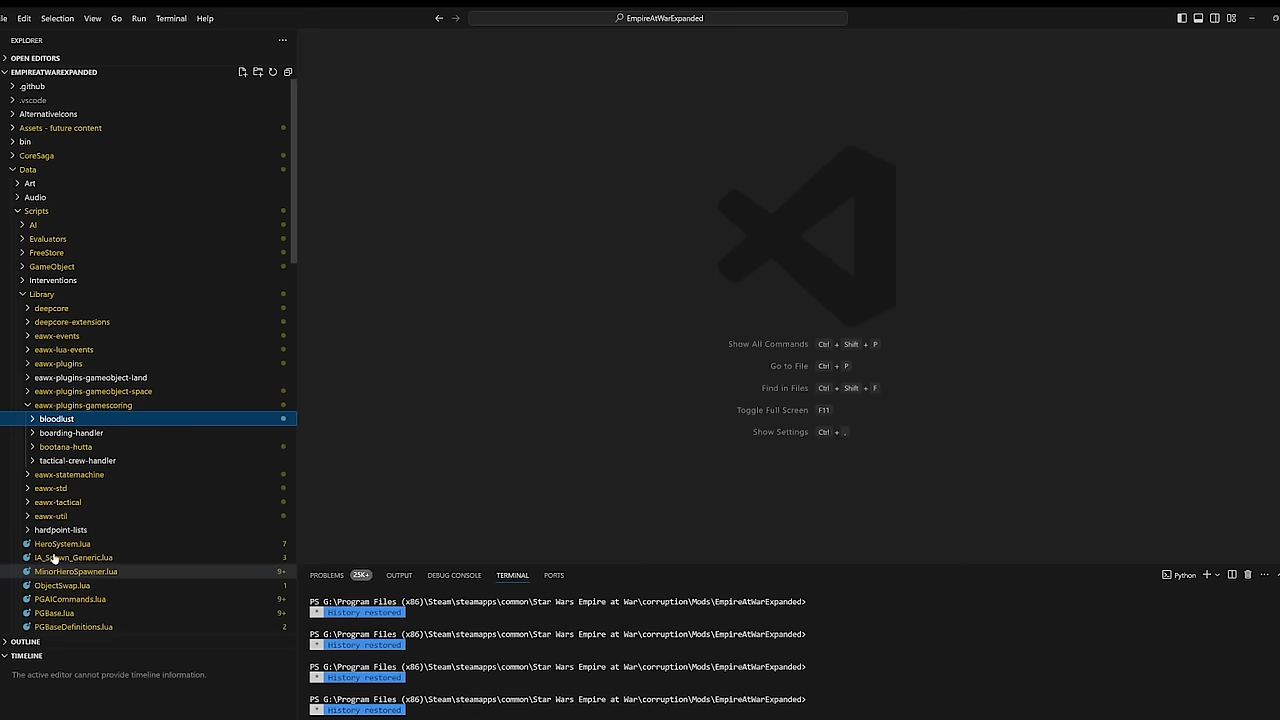 Edit Selection View Go Run Terminal Help
EmpireAtWarExpanded
EXPLORER
OPEN EDITORS
EMPIREATWAREXPANDED
.github
.vscode
AlternativeIcons
Assets - future content
bin
CoreSaga
Data
Art
Audio
Scripts
AI
Evaluators
FreeStore
GameObject
Interventions
Library
deepcore
deepcore-extensions
eawx-events
eawx-lua-events
eawx-plugins
eawx-plugins-gameobject-land
eawx-plugins-gameobject-space
eawx-plugins-gamescoring
bloodlust
boarding-handler
bootana-hutta
tactical-crew-handler
eawx-statemachine
eawx-std
eawx-tactical
eawx-util
hardpoint-lists
HeroSystem.lua 7
IA_Spawn_Generic.lua 3
MinorHeroSpawner.lua 9+
ObjectSwap.lua 1
PGAICommands.lua 9+
PGBase.lua 9+
PGBaseDefinitions.lua 2
OUTLINE
TIMELINE
The active editor cannot provide timeline information.
Show All Commands Ctrl + Shift + P
Go to File Ctrl + P
Find in Files Ctrl + Shift + F
Toggle Full Screen F11
Show Settings Ctrl + ,
PROBLEMS 25K+ OUTPUT DEBUG CONSOLE TERMINAL PORTS
Python
PS G:\Program Files (x86)\Steam\steamapps\common\Star Wars Empire at War\corruption\Mods\EmpireAtWarExpanded>
* History restored
PS G:\Program Files (x86)\Steam\steamapps\common\Star Wars Empire at War\corruption\Mods\EmpireAtWarExpanded>
* History restored
PS G:\Program Files (x86)\Steam\steamapps\common\Star Wars Empire at War\corruption\Mods\EmpireAtWarExpanded>
* History restored
PS G:\Program Files (x86)\Steam\steamapps\common\Star Wars Empire at War\corruption\Mods\EmpireAtWarExpanded>
* History restored